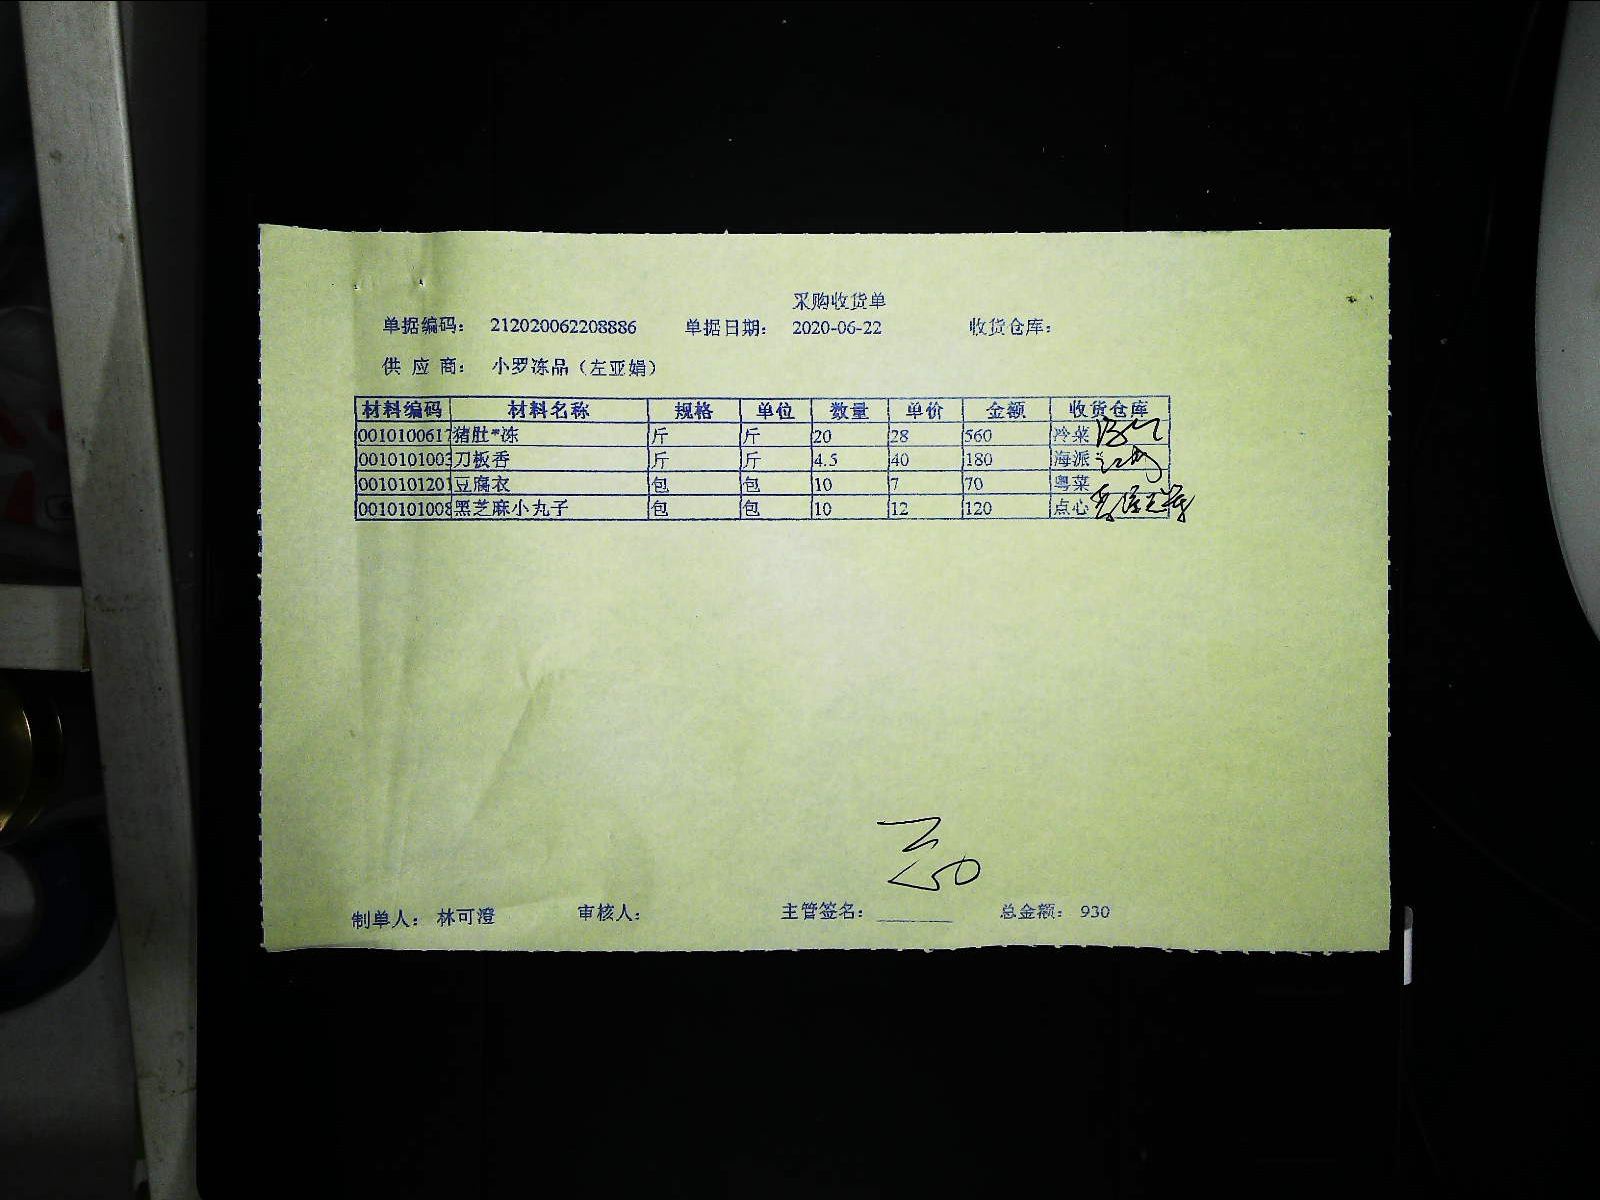 采购收货单
单据编码： 212020062208886 单据日期： 2020-06-22 收货仓库：
供 应 商： 小罗冻品（左亚娟）
材料编码 材料名称 规格 单位 数量 单价 金额 收货仓库
0010100617 猪肚*冻 斤 斤 20 28 560 冷菜
0010101003 刀板香 斤 斤 4.5 40 180 海派
0010101201 豆腐衣 包 包 10 7 70 粤菜
0010101008 黑芝麻小丸子 包 包 10 12 120 点心
制单人： 林可澄 审核人： 主管签名： 总金额： 930